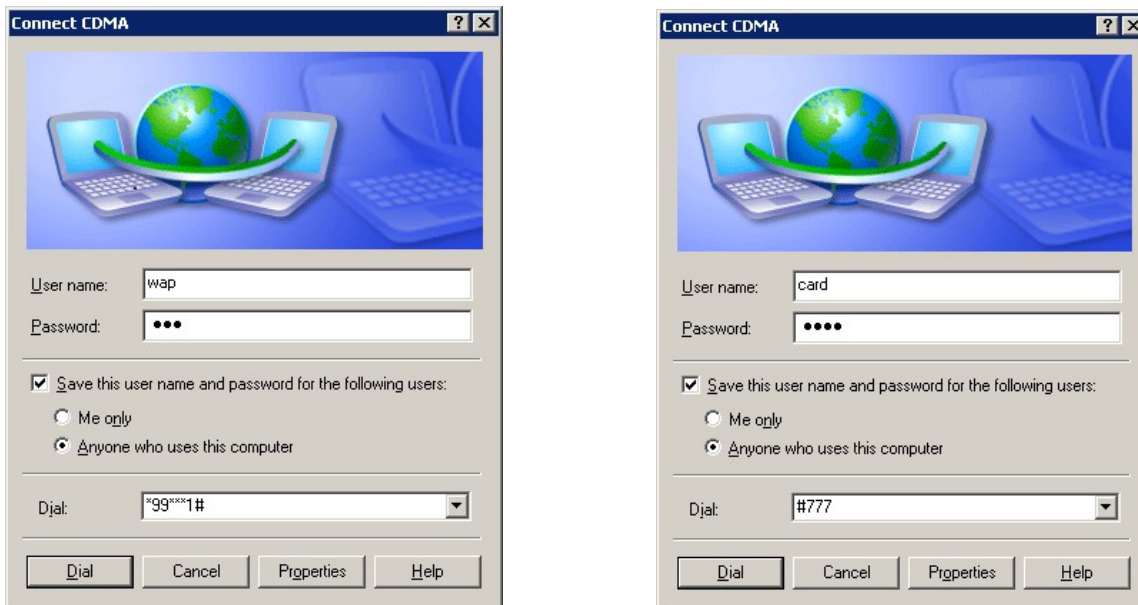 Connect CDMA
User name: wap
Password: •••
Save this user name and password for the following users:
Me only
Anyone who uses this computer
Dial: *99***1#
Dial Cancel Properties Help
Connect CDMA
User name: card
Password: ••••
Save this user name and password for the following users:
Me only
Anyone who uses this computer
Dial: #777
Dial Cancel Properties Help